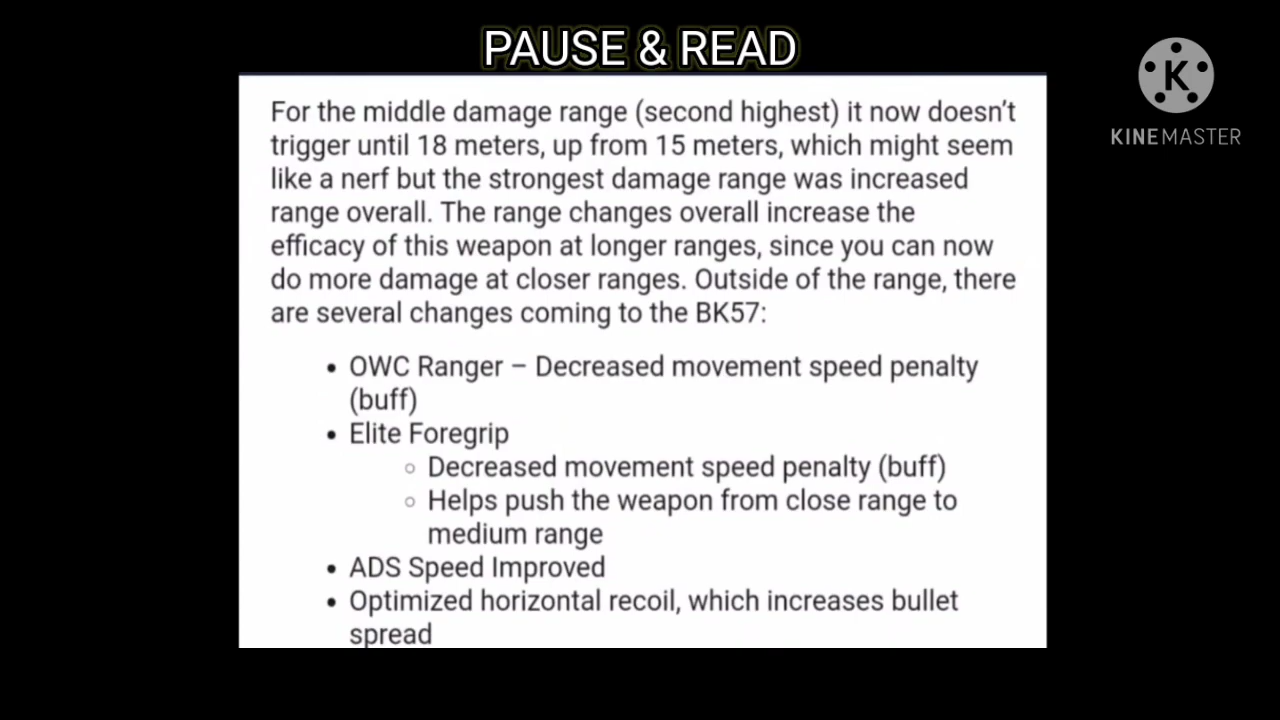 PAUSE & READ
K
KINEMASTER
For the middle damage range (second highest) it now doesn't
trigger until 18 meters, up from 15 meters, which might seem
like a nerf but the strongest damage range was increased
range overall. The range changes overall increase the
efficacy of this weapon at longer ranges, since you can now
do more damage at closer ranges. Outside of the range, there
are several changes coming to the BK57:
• OWC Ranger – Decreased movement speed penalty
(buff)
• Elite Foregrip
◦ Decreased movement speed penalty (buff)
◦ Helps push the weapon from close range to
medium range
• ADS Speed Improved
• Optimized horizontal recoil, which increases bullet
spread